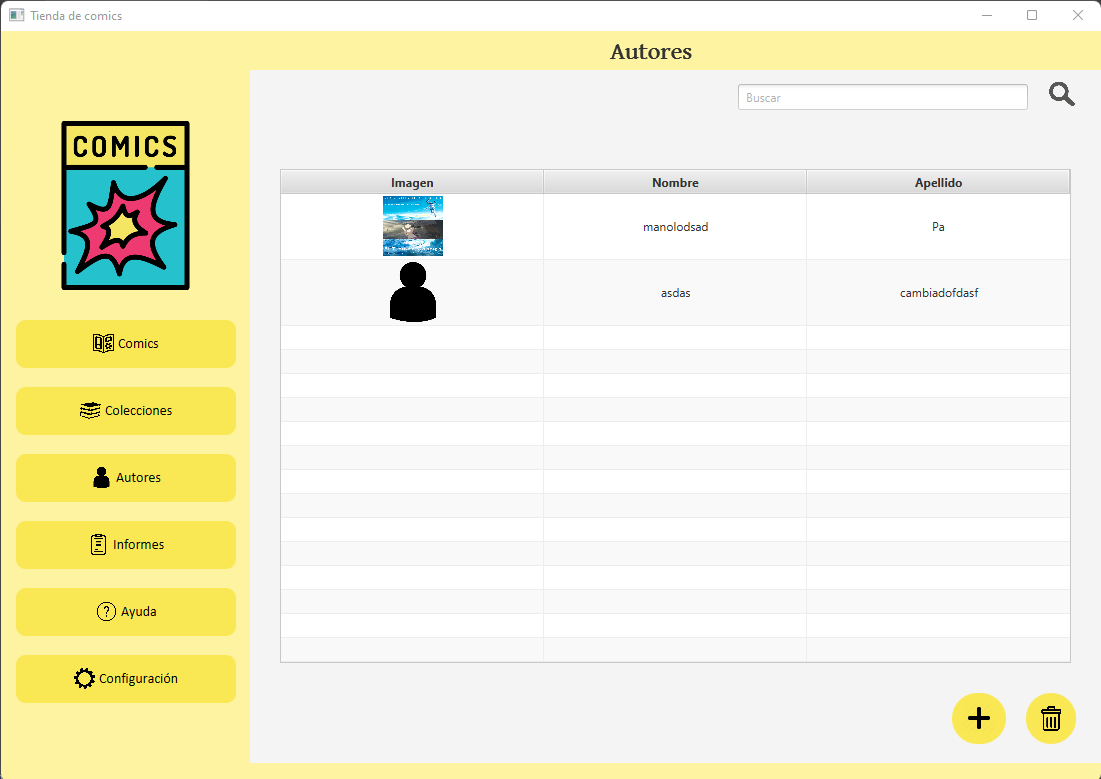 Tienda de comics
Autores
Buscar
COMICS
Imagen Nombre Apellido
manolodsad Pa
asdas cambiadofdasf
Comics
Colecciones
Autores
Informes
? Ayuda
Configuración